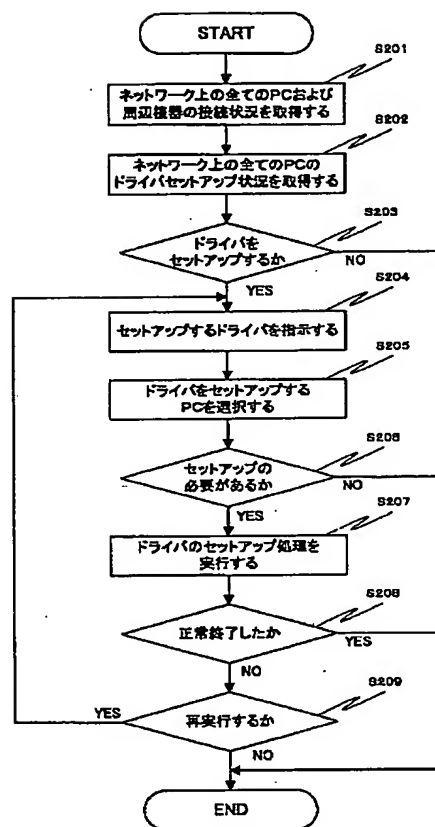 START
S201
ネットワーク上の全てのPCおよび
周辺機器の接続状況を取得する
S202
ネットワーク上の全てのPCの
ドライバセットアップ状況を取得する
S203
ドライバを
セットアップするか
NO
YES
S204
セットアップするドライバを指示する
S205
ドライバをセットアップする
PCを選択する
S206
セットアップの
必要があるか
NO
YES
S207
ドライバのセットアップ処理を
実行する
S208
正常終了したか
YES
NO
S209
YES
再実行するか
NO
END